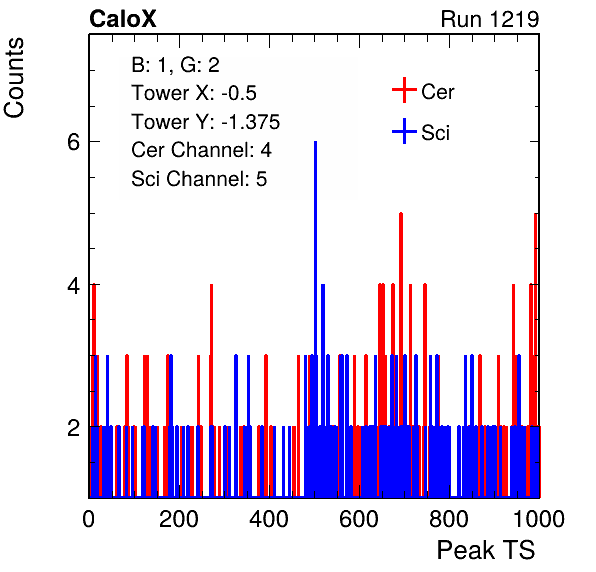 CaloX
Run 1219
Counts
B: 1, G: 2
Tower X: -0.5
Tower Y: -1.375
Cer Channel: 4
Sci Channel: 5
Cer
Sci
6
4
2
0 200 400 600 800 1000
Peak TS